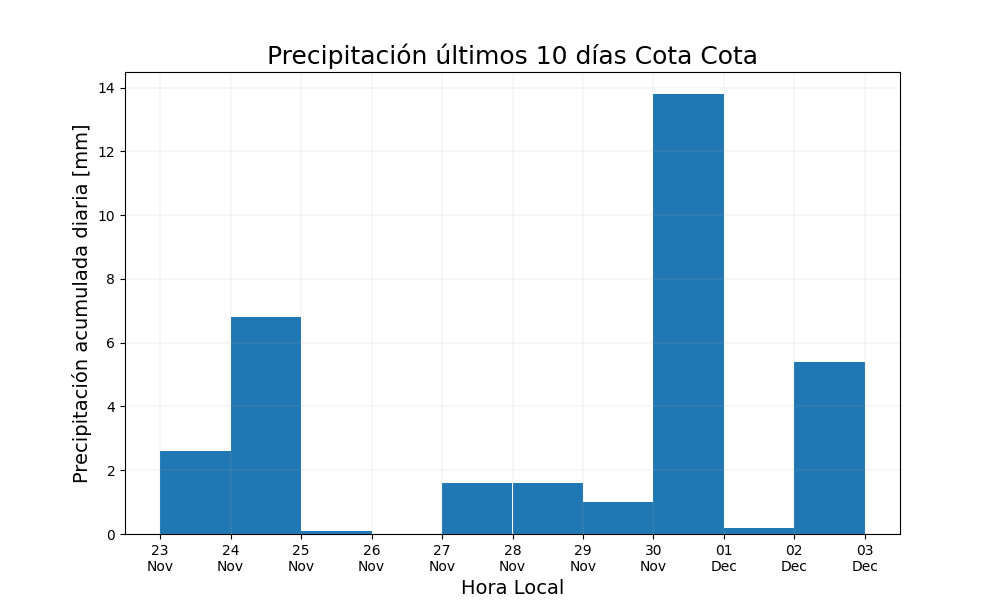 Precipitación últimos 10 días Cota Cota
Precipitación acumulada diaria [mm]
14
12
10
8
6
4
2
0
23 24 25 26 27 28 29 30 01 02 03
Nov Nov Nov Nov Nov Nov Nov Nov Dec Dec Dec
Hora Local